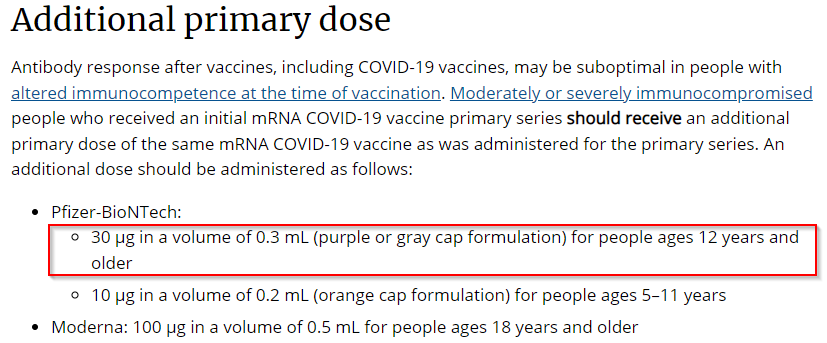 Additional primary dose
Antibody response after vaccines, including COVID-19 vaccines, may be suboptimal in people with
altered immunocompetence at the time of vaccination. Moderately or severely immunocompromised
people who received an initial mRNA COVID-19 vaccine primary series should receive an additional
primary dose of the same mRNA COVID-19 vaccine as was administered for the primary series. An
additional dose should be administered as follows:
• Pfizer-BioNTech:
○ 30 µg in a volume of 0.3 mL (purple or gray cap formulation) for people ages 12 years and
older
○ 10 µg in a volume of 0.2 mL (orange cap formulation) for people ages 5–11 years
• Moderna: 100 µg in a volume of 0.5 mL for people ages 18 years and older